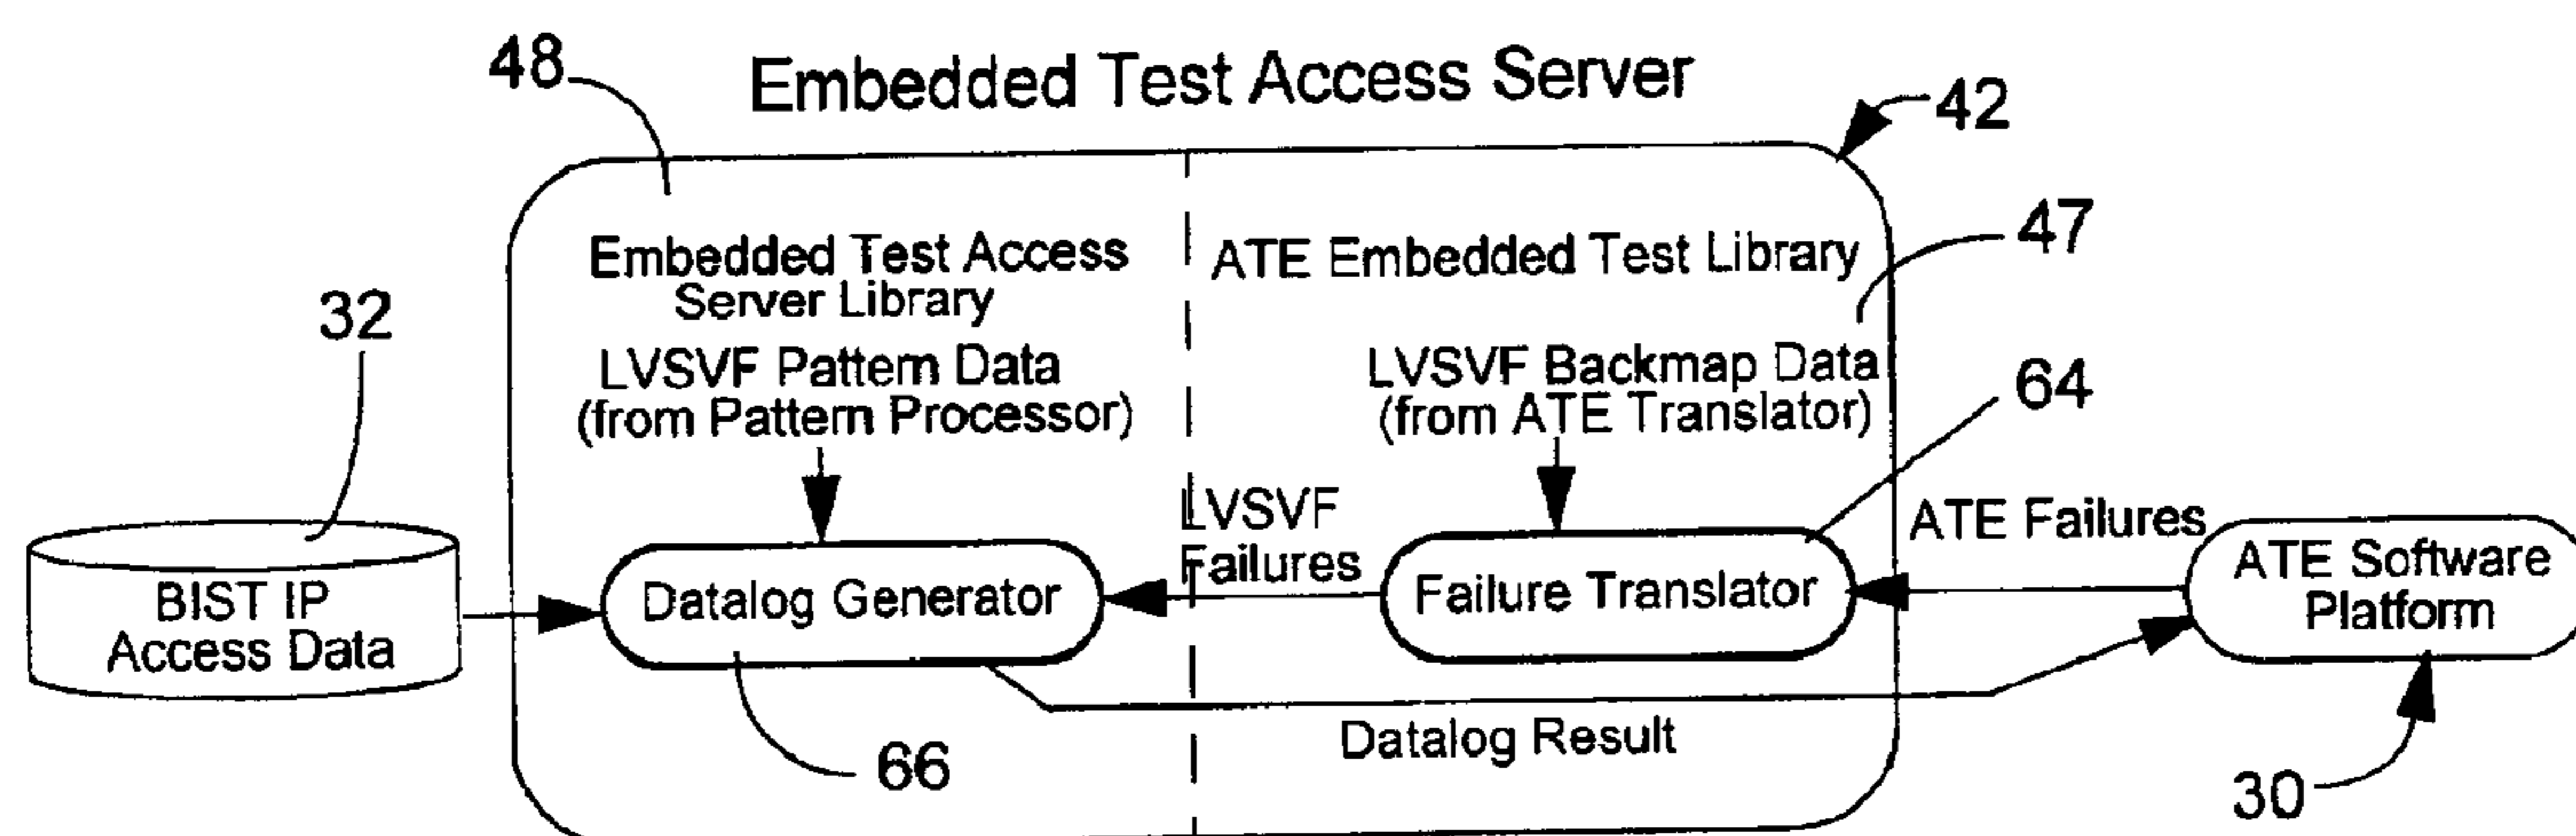 48
Embedded Test Access Server
42
47
Embedded Test Access
Server Library
ATE Embedded Test Library
32
LVSVF Pattern Data
(from Pattern Processor)
LVSVF Backmap Data
(from ATE Translator)
64
LVSVF
Failures
ATE Failures
BIST IP
Access Data
Datalog Generator
Failure Translator
ATE Software
Platform
Datalog Result
66
30